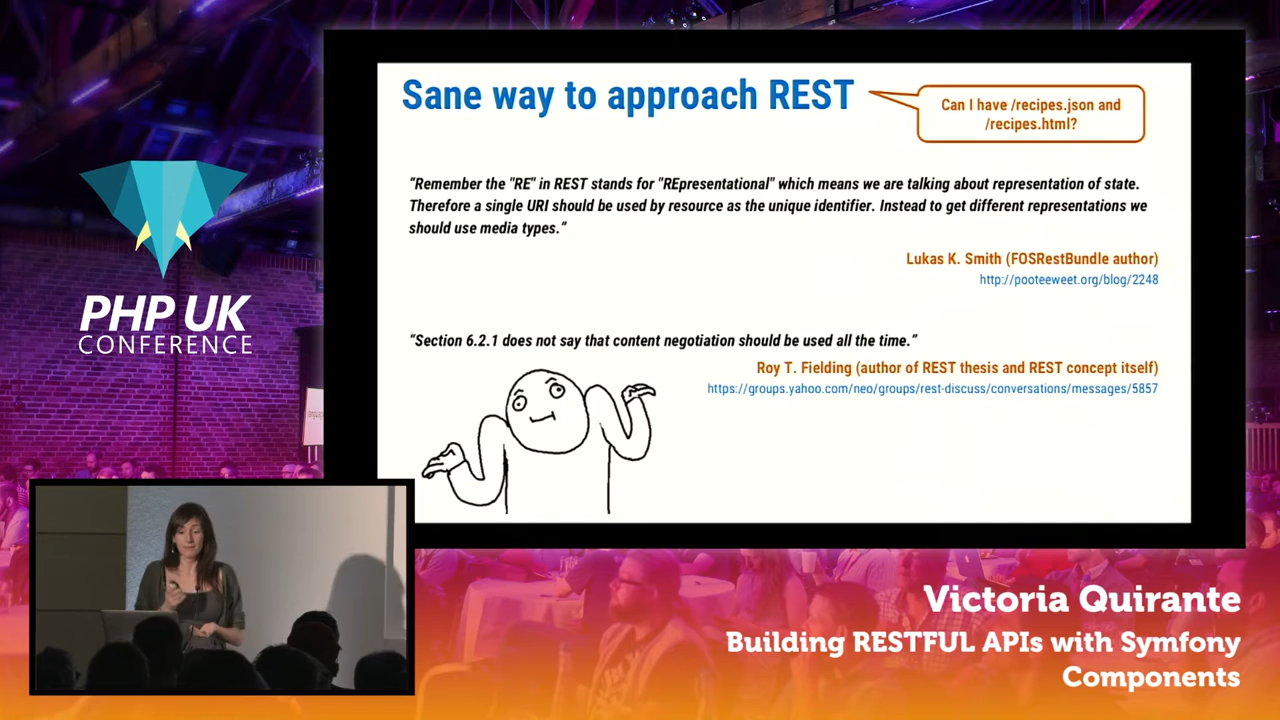 Sane way to approach REST
Can I have /recipes.json and
/recipes.html?
“Remember the "RE" in REST stands for "REpresentational" which means we are talking about representation of state.
Therefore a single URI should be used by resource as the unique identifier. Instead to get different representations we
should use media types.“
Lukas K. Smith (FOSRestBundle author)
http://pooteeweet.org/blog/2248
“Section 6.2.1 does not say that content negotiation should be used all the time.”
Roy T. Fielding (author of REST thesis and REST concept itself)
https://groups.yahoo.com/neo/groups/rest-discuss/conversations/messages/5857
PHP UK
CONFERENCE
Victoria Quirante
Building RESTFUL APIs with Symfony
Components